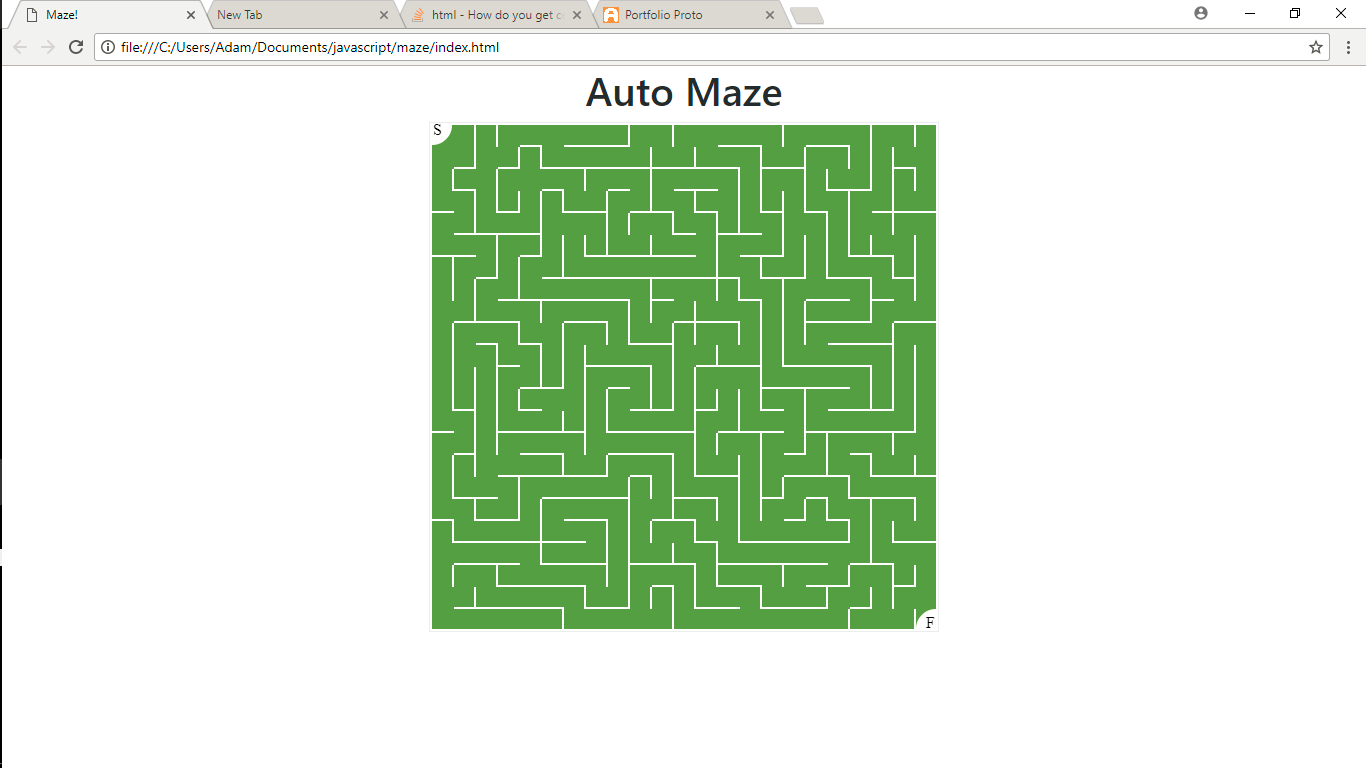 Maze!
New Tab
html - How do you get c
Portfolio Proto
file:///C:/Users/Adam/Documents/javascript/maze/index.html
Auto Maze
S
F